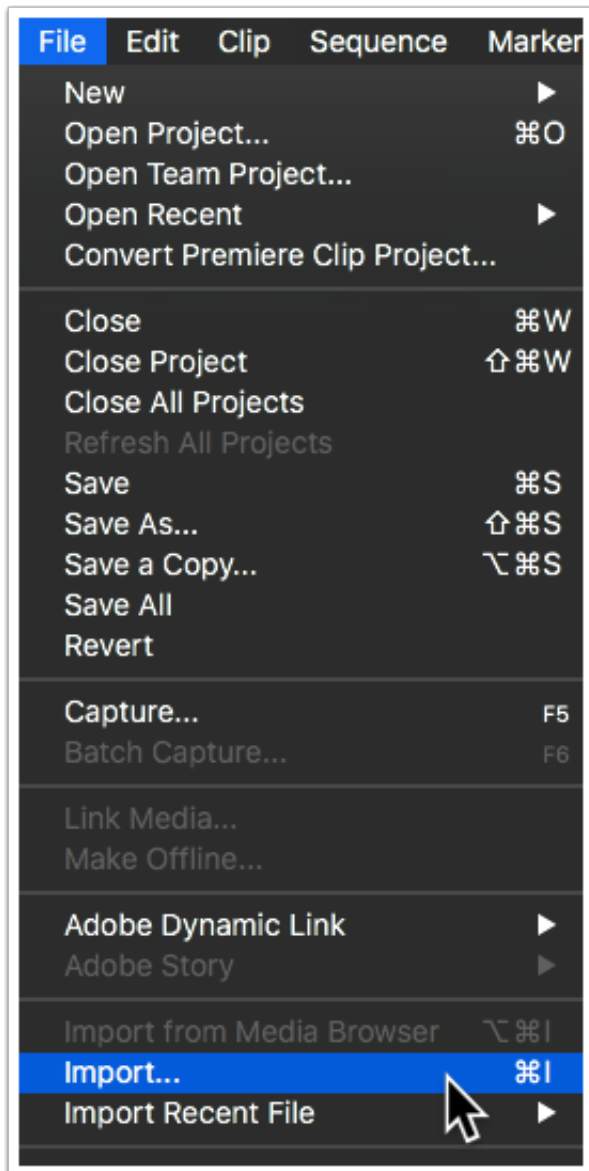 File Edit Clip Sequence Marker
New ▶
Open Project... ⌘O
Open Team Project...
Open Recent ▶
Convert Premiere Clip Project...
Close ⌘W
Close Project ⇧⌘W
Close All Projects
Refresh All Projects
Save ⌘S
Save As... ⇧⌘S
Save a Copy... ⌥⌘S
Save All
Revert
Capture... F5
Batch Capture... F6
Link Media...
Make Offline...
Adobe Dynamic Link ▶
Adobe Story ▶
Import from Media Browser ⌥⌘I
Import... ⌘I
Import Recent File ▶